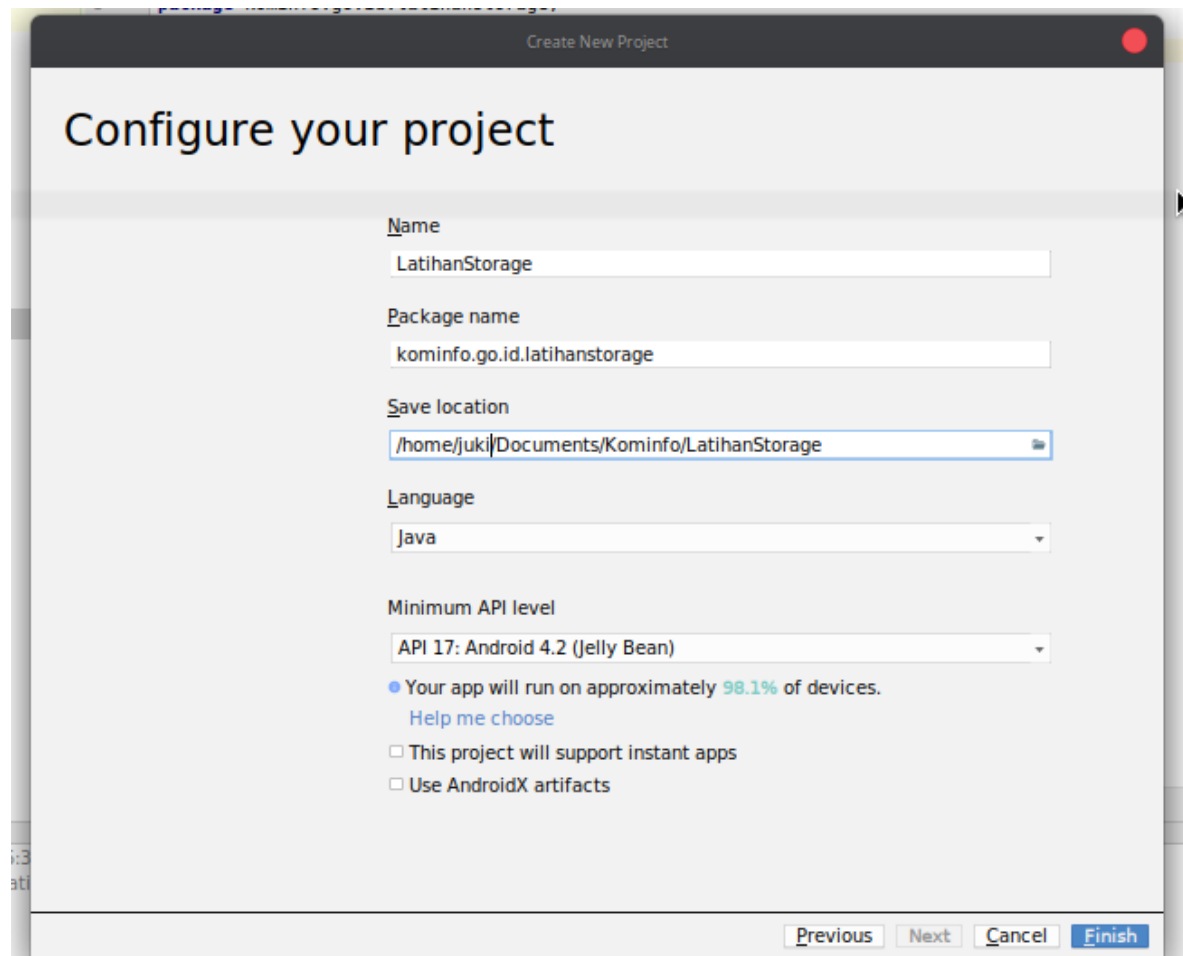 Create New Project
Configure your project
Name
LatihanStorage
Package name
kominfo.go.id.latihanstorage
Save location
/home/juki/Documents/Kominfo/LatihanStorage
Language
Java
Minimum API level
API 17: Android 4.2 (Jelly Bean)
Your app will run on approximately 98.1% of devices.
Help me choose
This project will support instant apps
Use AndroidX artifacts
Previous Next Cancel Finish